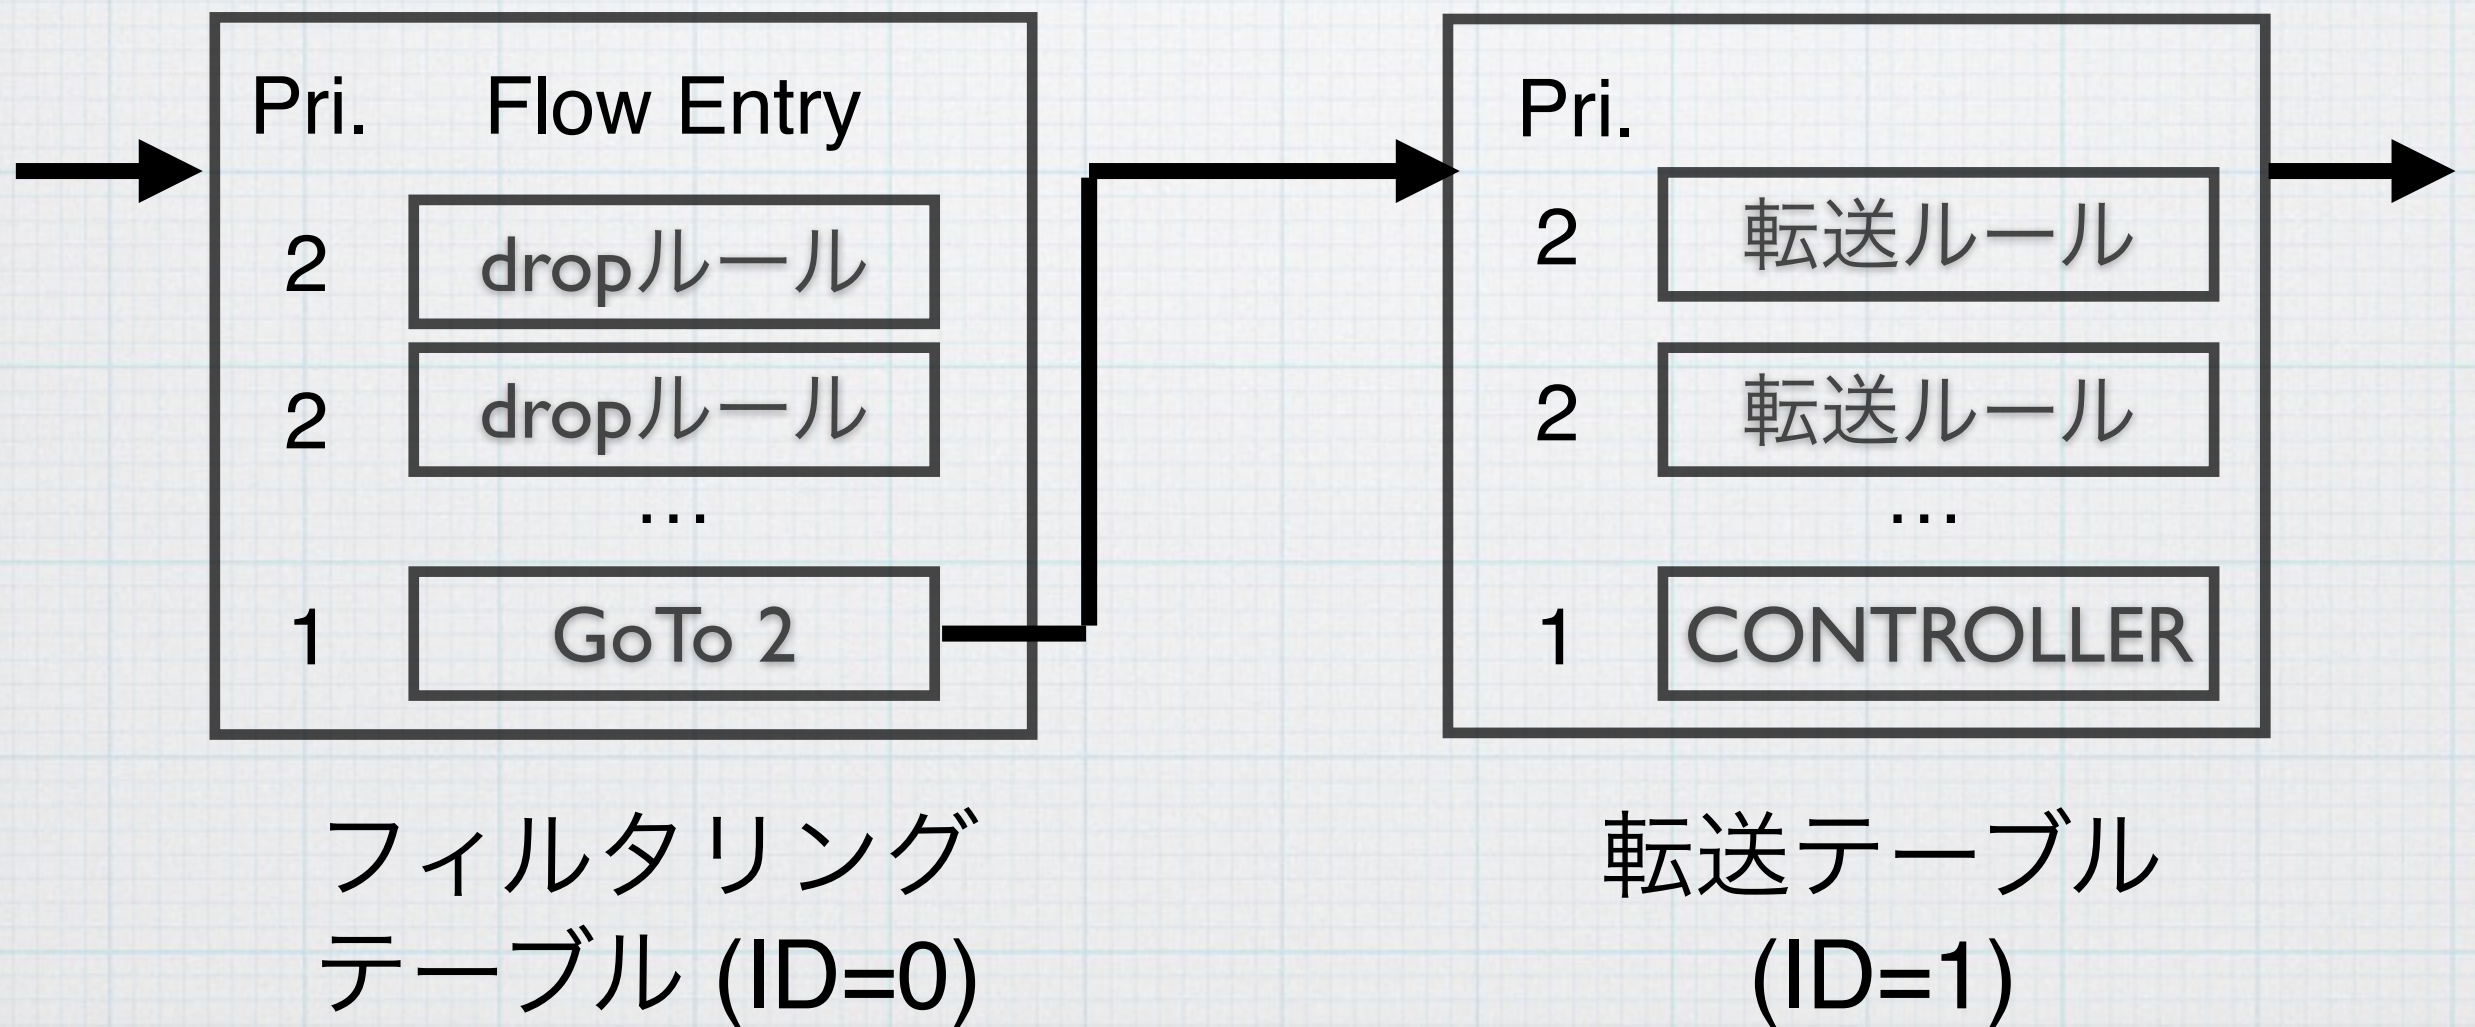 Pri. Flow Entry
2 dropルール
2 dropルール
…
1 GoTo 2
フィルタリング
テーブル (ID=0)
Pri.
2 転送ルール
2 転送ルール
…
1 CONTROLLER
転送テーブル
(ID=1)